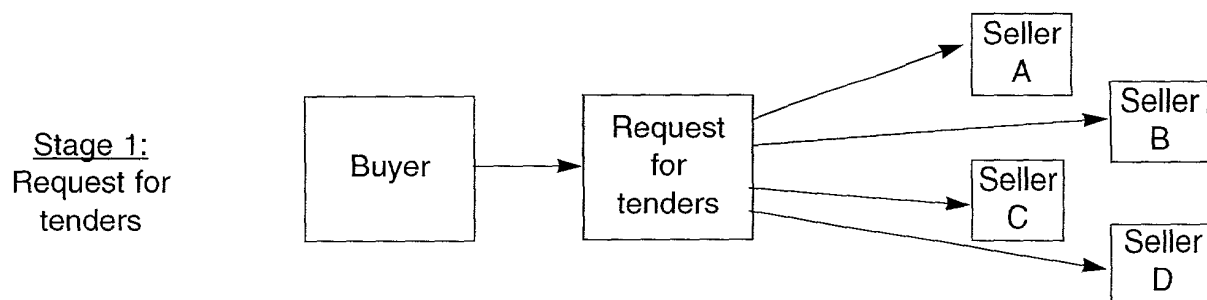 Stage 1:
Request for
tenders
Buyer
Request
for
tenders
Seller
A
Seller
B
Seller
C
Seller
D